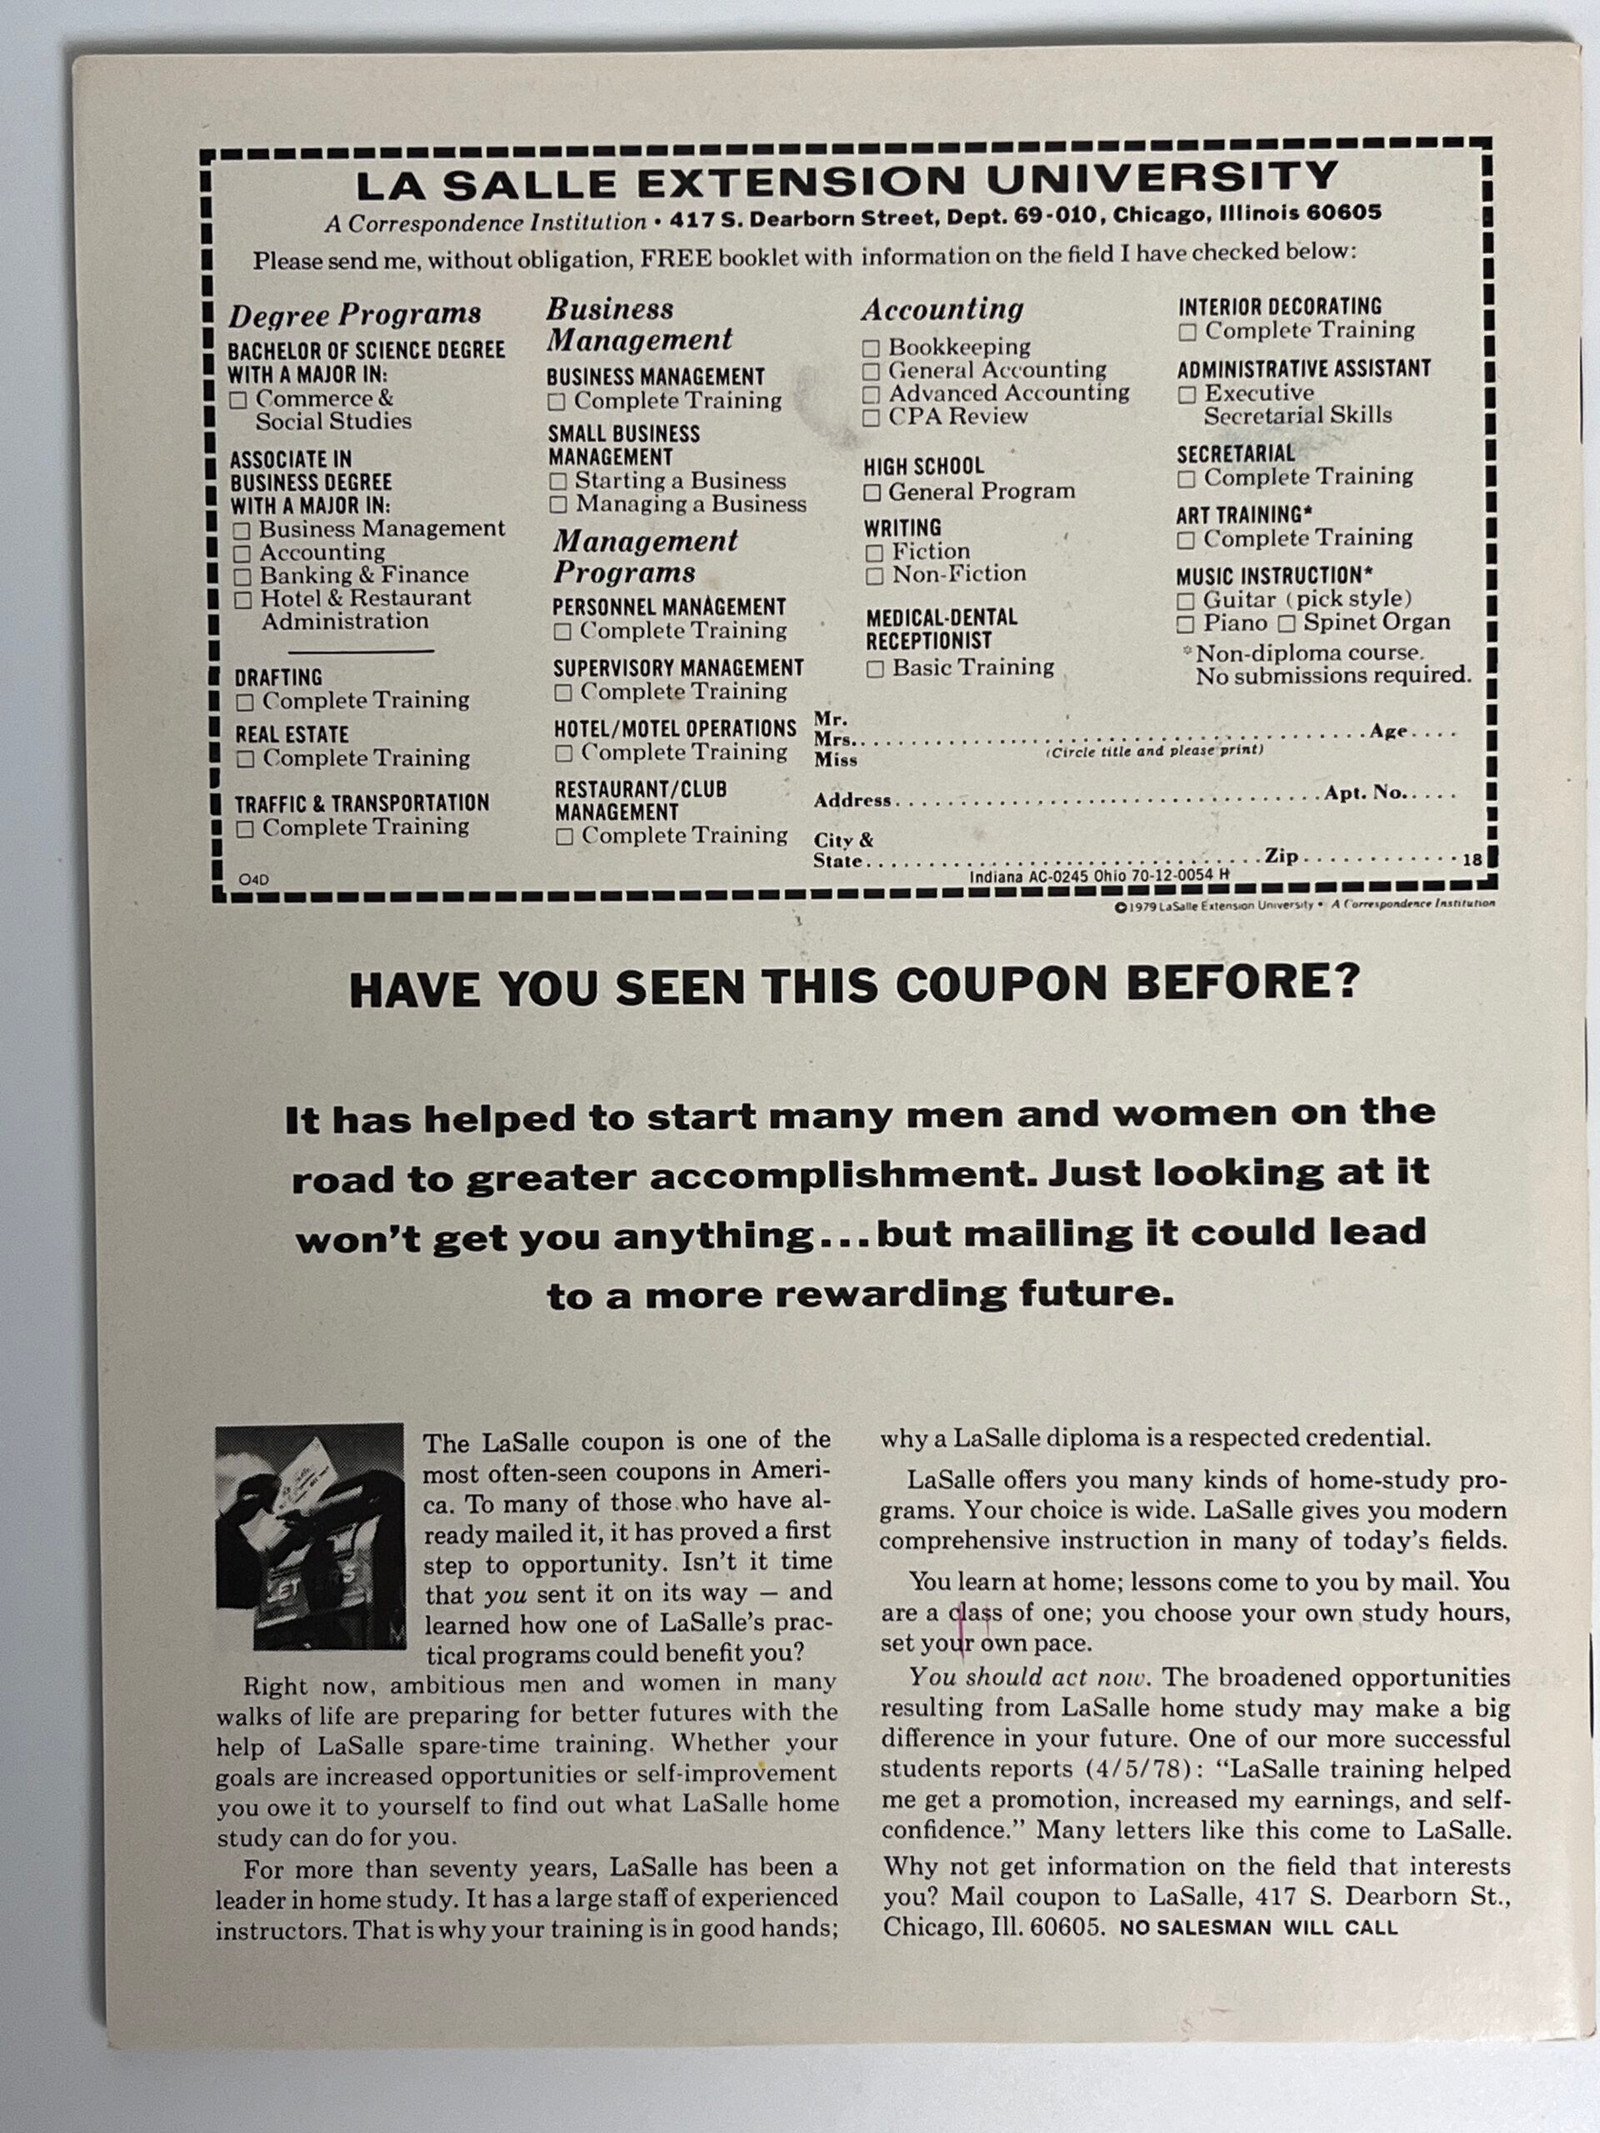 LA SALLE EXTENSION UNIVERSITY
A Correspondence Institution • 417 S. Dearborn Street, Dept. 69-010, Chicago, Illinois 60605
Please send me, without obligation, FREE booklet with information on the field I have checked below:
Degree Programs
BACHELOR OF SCIENCE DEGREE
WITH A MAJOR IN:
☐ Commerce &
Social Studies
ASSOCIATE IN
BUSINESS DEGREE
WITH A MAJOR IN:
☐ Business Management
☐ Accounting
☐ Banking & Finance
☐ Hotel & Restaurant
Administration
DRAFTING
☐ Complete Training
REAL ESTATE
☐ Complete Training
TRAFFIC & TRANSPORTATION
☐ Complete Training
O4D
Business
Management
BUSINESS MANAGEMENT
☐ Complete Training
SMALL BUSINESS
MANAGEMENT
☐ Starting a Business
☐ Managing a Business
Management
Programs
PERSONNEL MANAGEMENT
☐ Complete Training
SUPERVISORY MANAGEMENT
☐ Complete Training
HOTEL/MOTEL OPERATIONS
☐ Complete Training
RESTAURANT/CLUB
MANAGEMENT
☐ Complete Training
Accounting
☐ Bookkeeping
☐ General Accounting
☐ Advanced Accounting
☐ CPA Review
HIGH SCHOOL
☐ General Program
WRITING
☐ Fiction
☐ Non-Fiction
MEDICAL-DENTAL
RECEPTIONIST
☐ Basic Training
INTERIOR DECORATING
☐ Complete Training
ADMINISTRATIVE ASSISTANT
☐ Executive
Secretarial Skills
SECRETARIAL
☐ Complete Training
ART TRAINING*
☐ Complete Training
MUSIC INSTRUCTION*
☐ Guitar (pick style)
☐ Piano ☐ Spinet Organ
*Non-diploma course.
No submissions required.
Mr.
Mrs. Age
Miss
(Circle title and please print)
Address Apt. No.
City &
State Zip 18
Indiana AC-0245 Ohio 70-12-0054 H
©1979 LaSalle Extension University • A Correspondence Institution
HAVE YOU SEEN THIS COUPON BEFORE?
It has helped to start many men and women on the
road to greater accomplishment. Just looking at it
won't get you anything...but mailing it could lead
to a more rewarding future.
The LaSalle coupon is one of the
most often-seen coupons in Ameri-
ca. To many of those who have al-
ready mailed it, it has proved a first
step to opportunity. Isn't it time
that you sent it on its way — and
learned how one of LaSalle's prac-
tical programs could benefit you?
Right now, ambitious men and women in many
walks of life are preparing for better futures with the
help of LaSalle spare-time training. Whether your
goals are increased opportunities or self-improvement
you owe it to yourself to find out what LaSalle home
study can do for you.
For more than seventy years, LaSalle has been a
leader in home study. It has a large staff of experienced
instructors. That is why your training is in good hands;
why a LaSalle diploma is a respected credential.
LaSalle offers you many kinds of home-study pro-
grams. Your choice is wide. LaSalle gives you modern
comprehensive instruction in many of today's fields.
You learn at home; lessons come to you by mail. You
are a class of one; you choose your own study hours,
set your own pace.
You should act now. The broadened opportunities
resulting from LaSalle home study may make a big
difference in your future. One of our more successful
students reports (4/5/78): "LaSalle training helped
me get a promotion, increased my earnings, and self-
confidence." Many letters like this come to LaSalle.
Why not get information on the field that interests
you? Mail coupon to LaSalle, 417 S. Dearborn St.,
Chicago, Ill. 60605. NO SALESMAN WILL CALL